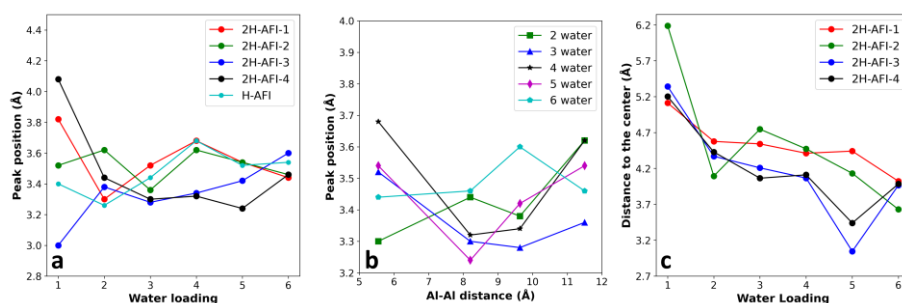 4.4
4.2
4.0
3.8
3.6
3.4
3.2
3.0
2.8
Peak position (Å)
2H-AFI-1
2H-AFI-2
2H-AFI-3
2H-AFI-4
H-AFI
a
1 2 3 4 5 6
Water loading
4.0
3.9
3.8
3.7
3.6
3.5
3.4
3.3
3.2
Peak position (Å)
2 water
3 water
4 water
5 water
6 water
b
5 6 7 8 9 10 11 12
Al-Al distance (Å)
6.2
5.7
5.2
4.7
4.2
3.7
3.2
2.7
Distance to the center (Å)
2H-AFI-1
2H-AFI-2
2H-AFI-3
2H-AFI-4
c
1 2 3 4 5 6
Water Loading